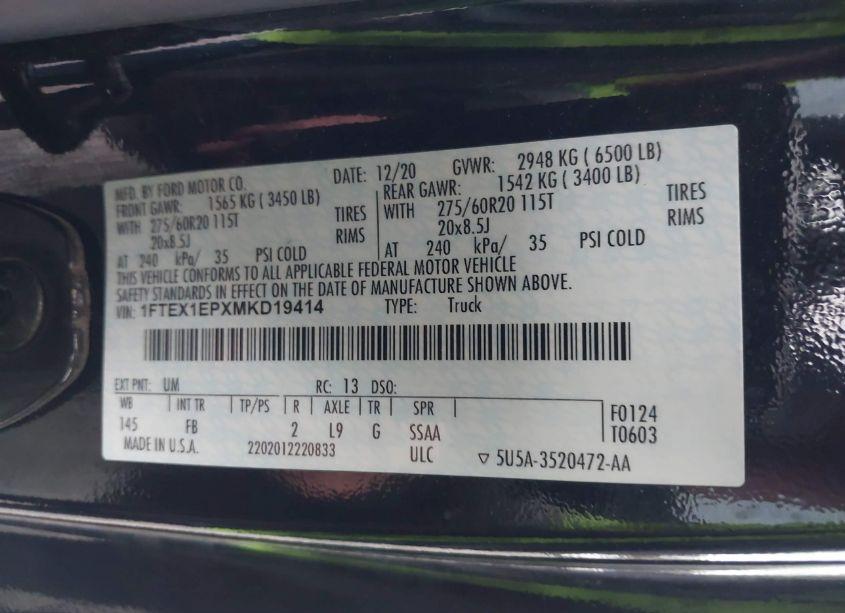 MFD. BY FORD MOTOR CO.
DATE: 12/20 GVWR: 2948 KG ( 6500 LB)
FRONT GAWR: 1565 KG ( 3450 LB)
WITH 275/60R20 115T TIRES
20x8.5J RIMS
AT 240 kPa/ 35 PSI COLD
REAR GAWR: 1542 KG ( 3400 LB)
WITH 275/60R20 115T TIRES
20x8.5J RIMS
AT 240 kPa/ 35 PSI COLD
THIS VEHICLE CONFORMS TO ALL APPLICABLE FEDERAL MOTOR VEHICLE
SAFETY STANDARDS IN EFFECT ON THE DATE OF MANUFACTURE SHOWN ABOVE.
VIN: 1FTEX1EPXMKD19414 TYPE: Truck
EXT PNT: UM RC: 13 DSO:
WB INT TR TP/PS R AXLE TR SPR
145 FB 2 L9 G SSAA
F0124
T0603
MADE IN U.S.A. 2202012220833 ULC ▽ 5U5A-3520472-AA